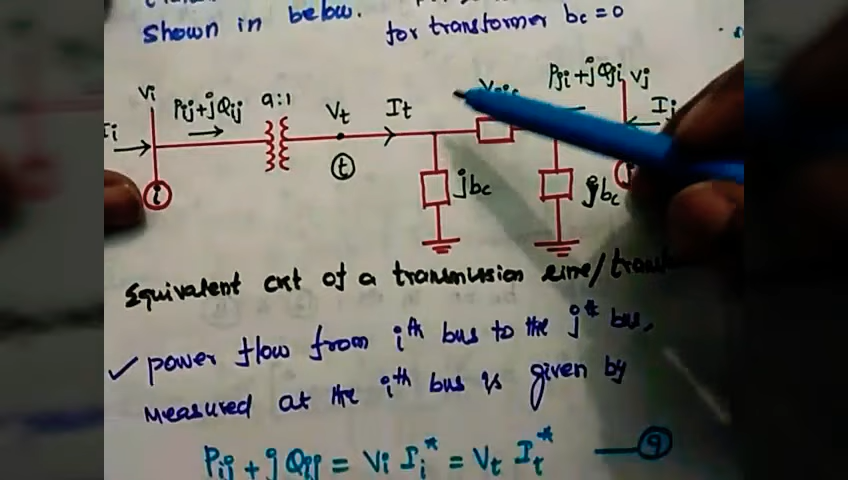 shown in below.
for transformer bc = 0
Vi
Pij+jQij
a:1
Vt
It
Pji+jQji
Vj
Ii
Ij
i
t
jbc
jbc
Equivalent ckt of a transmission line/
✓ power flow from ith bus to the jth bus,
measured at the ith bus is given by
Pij + jQij = Vi Ii* = Vt It* — 9